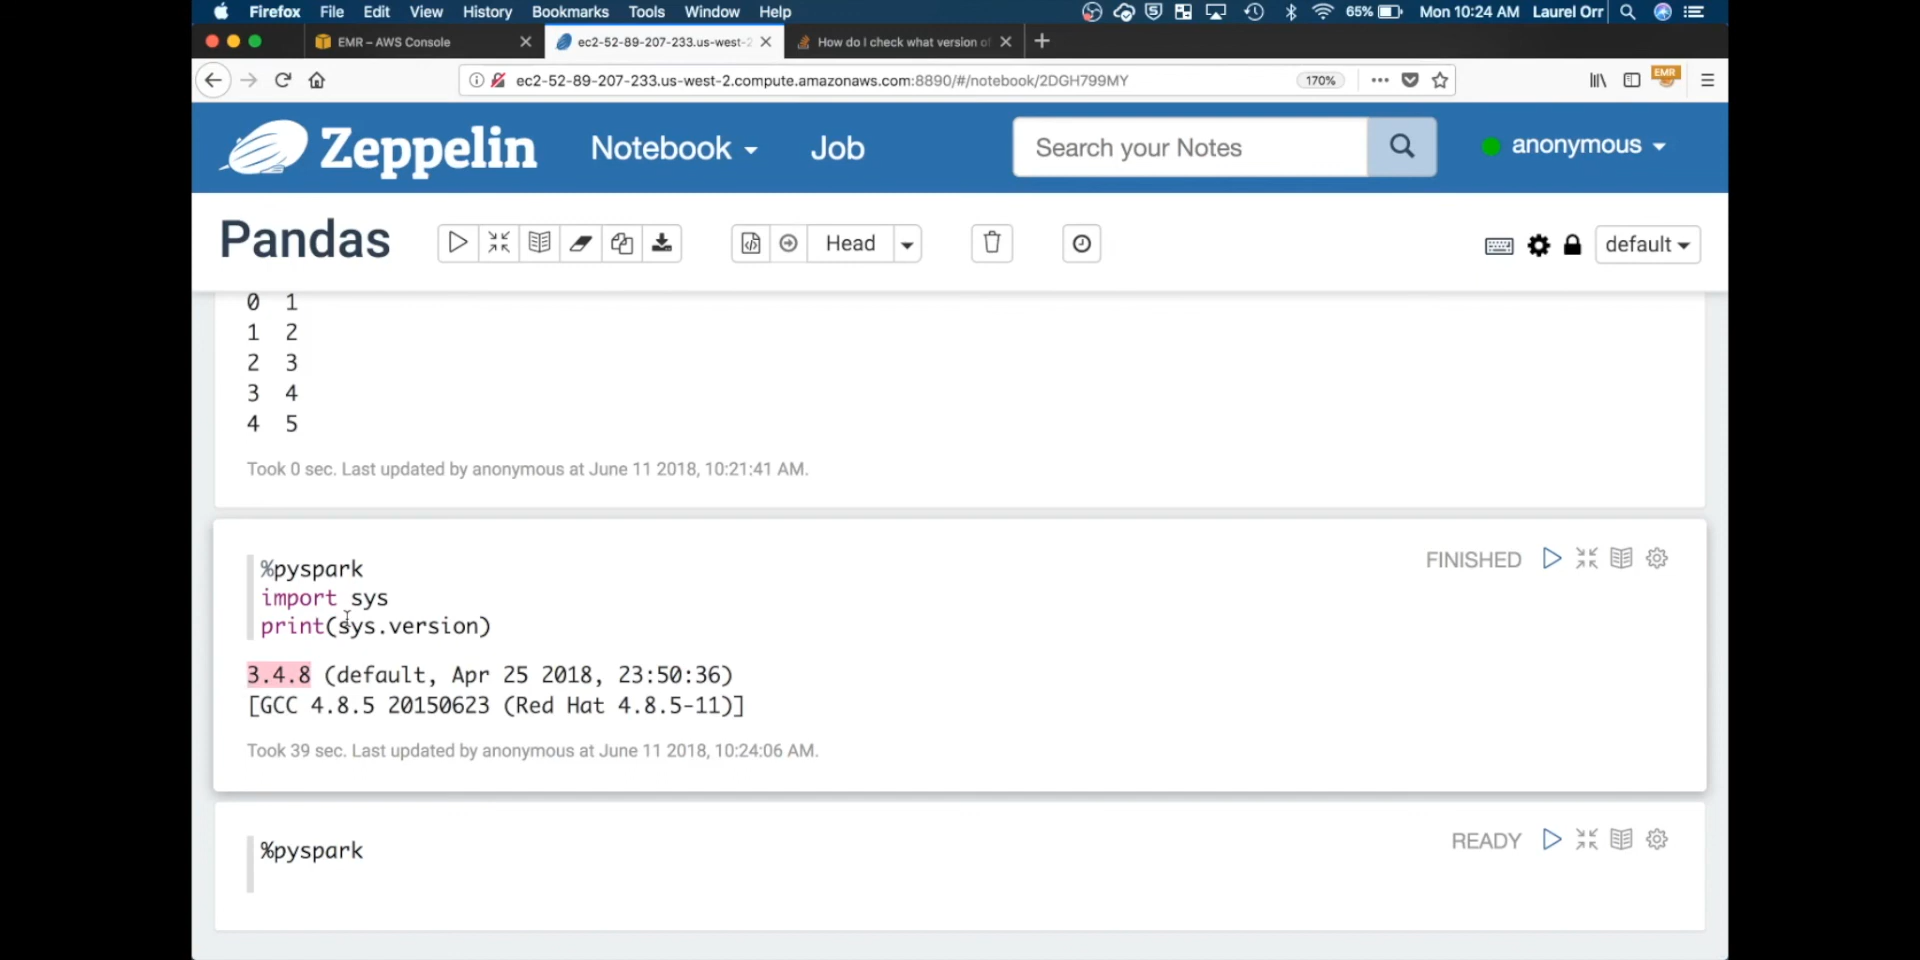 Firefox File Edit View History Bookmarks Tools Window Help 65% Mon 10:24 AM Laurel Orr
EMR – AWS Console
ec2-52-89-207-233.us-west-2
How do I check what version of
ec2-52-89-207-233.us-west-2.compute.amazonaws.com:8890/#/notebook/2DGH799MY 170% EMR
Zeppelin Notebook Job Search your Notes anonymous
Pandas Head default
0 1
1 2
2 3
3 4
4 5
Took 0 sec. Last updated by anonymous at June 11 2018, 10:21:41 AM.
%pyspark FINISHED
import sys
print(sys.version)
3.4.8 (default, Apr 25 2018, 23:50:36)
[GCC 4.8.5 20150623 (Red Hat 4.8.5-11)]
Took 39 sec. Last updated by anonymous at June 11 2018, 10:24:06 AM.
%pyspark READY